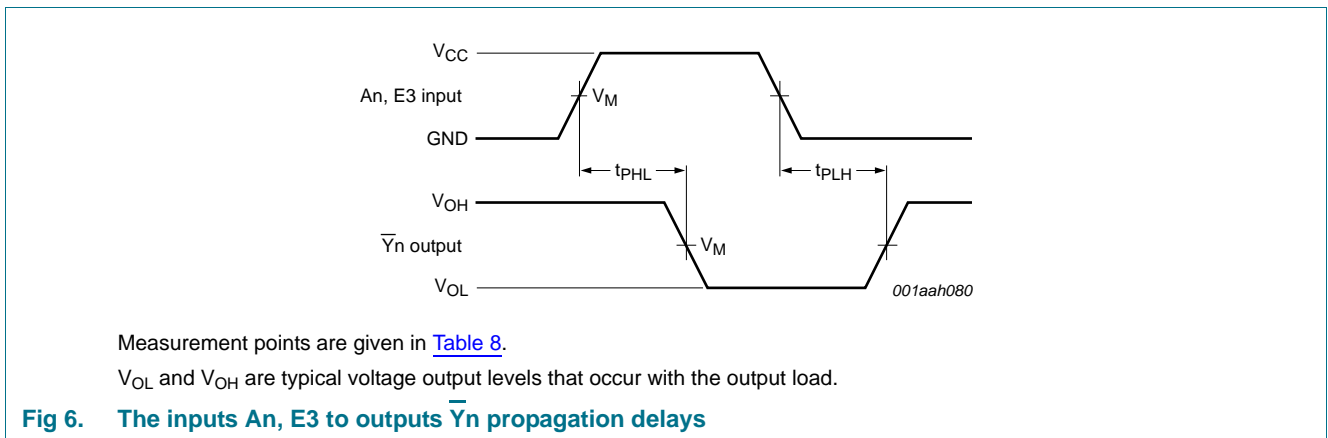 VCC
An, E3 input
VM
GND
tPHL
tPLH
VOH
Y̅n output
VM
VOL
001aah080
Measurement points are given in Table 8.
VOL and VOH are typical voltage output levels that occur with the output load.
Fig 6. The inputs An, E3 to outputs Y̅n propagation delays